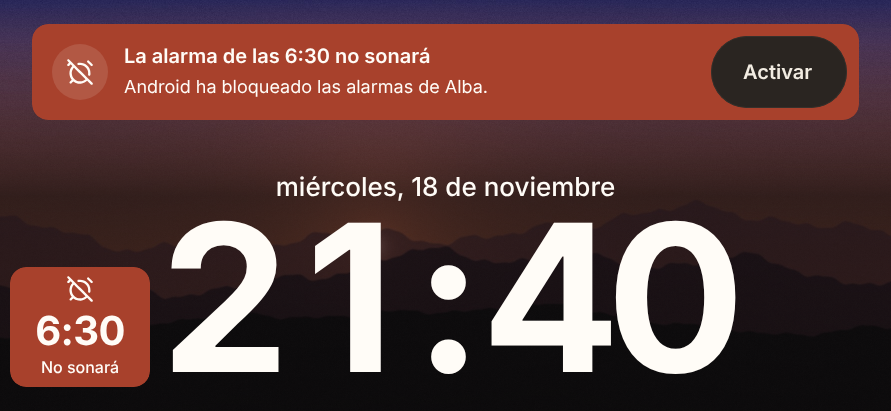 La alarma de las 6:30 no sonará
Android ha bloqueado las alarmas de Alba.
Activar
miércoles, 18 de noviembre
21:40
6:30
No sonará